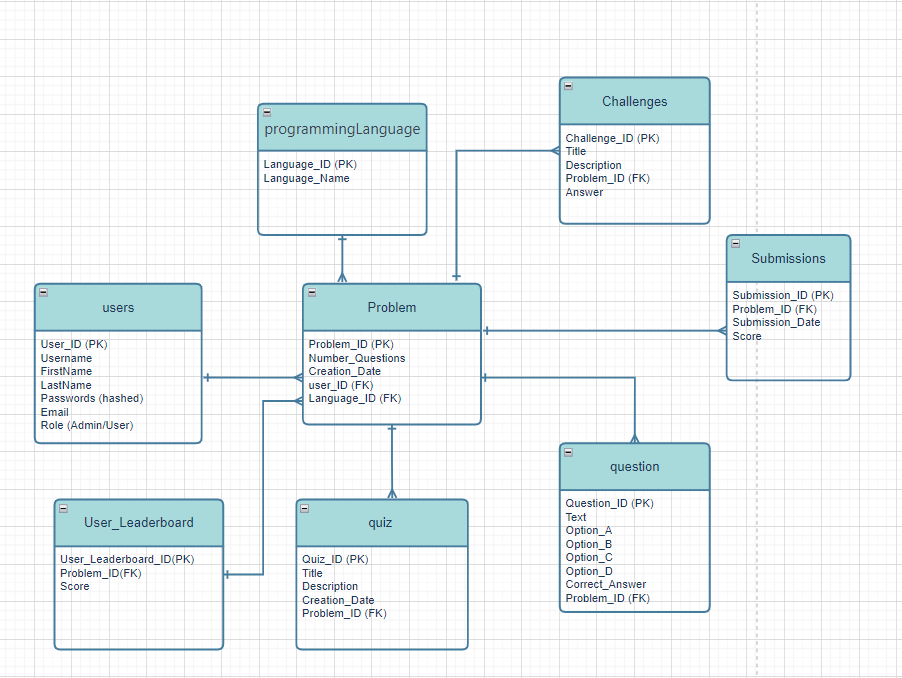 Challenges
Challenge_ID (PK)
Title
Description
Problem_ID (FK)
Answer
programmingLanguage
Language_ID (PK)
Language_Name
Submissions
Submission_ID (PK)
Problem_ID (FK)
Submission_Date
Score
users
User_ID (PK)
Username
FirstName
LastName
Passwords (hashed)
Email
Role (Admin/User)
Problem
Problem_ID (PK)
Number_Questions
Creation_Date
user_ID (FK)
Language_ID (FK)
question
Question_ID (PK)
Text
Option_A
Option_B
Option_C
Option_D
Correct_Answer
Problem_ID (FK)
User_Leaderboard
User_Leaderboard_ID(PK)
Problem_ID(FK)
Score
quiz
Quiz_ID (PK)
Title
Description
Creation_Date
Problem_ID (FK)